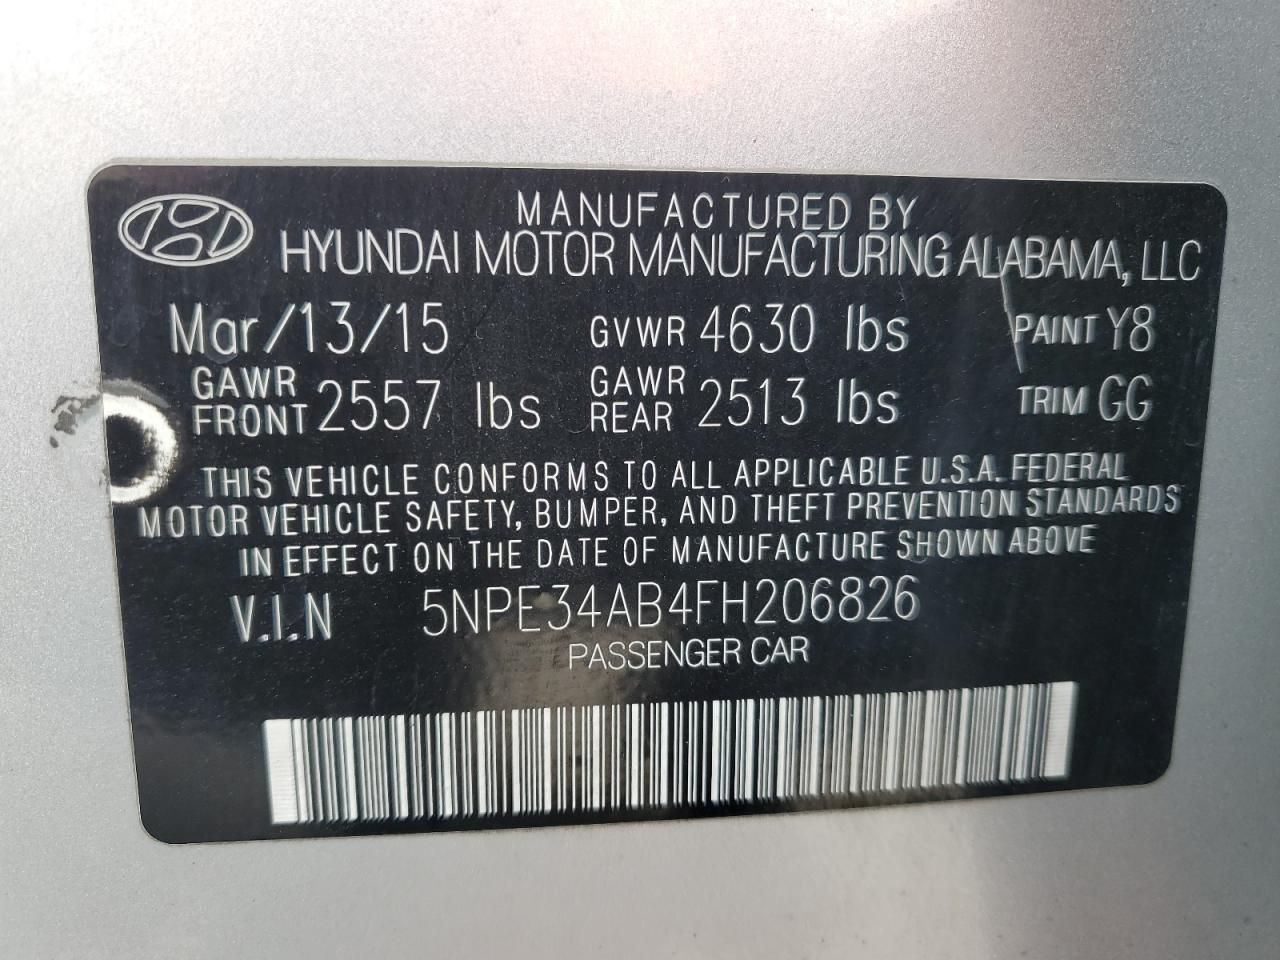 MANUFACTURED BY
HYUNDAI MOTOR MANUFACTURING ALABAMA, LLC
Mar/13/15 GVWR 4630 lbs PAINT Y8
GAWR FRONT 2557 lbs GAWR REAR 2513 lbs TRIM GG
THIS VEHICLE CONFORMS TO ALL APPLICABLE U.S.A. FEDERAL
MOTOR VEHICLE SAFETY, BUMPER, AND THEFT PREVENTION STANDARDS
IN EFFECT ON THE DATE OF MANUFACTURE SHOWN ABOVE
V.I.N 5NPE34AB4FH206826
PASSENGER CAR